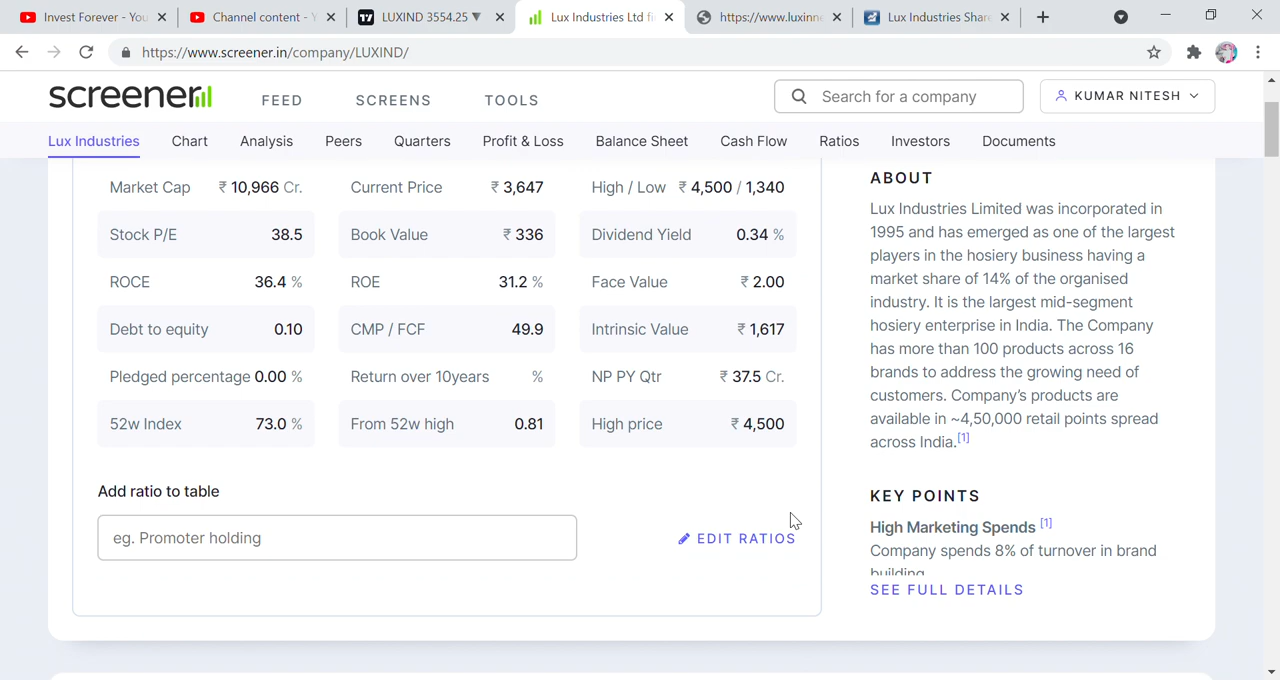 Invest Forever - You
Channel content - Y
LUXIND 3554.25 ▼
Lux Industries Ltd fi
https://www.luxinn
Lux Industries Share
https://www.screener.in/company/LUXIND/
screener
FEED
SCREENS
TOOLS
Search for a company
KUMAR NITESH
Lux Industries
Chart
Analysis
Peers
Quarters
Profit & Loss
Balance Sheet
Cash Flow
Ratios
Investors
Documents
Market Cap ₹ 10,966 Cr.
Current Price ₹ 3,647
High / Low ₹ 4,500 / 1,340
Stock P/E 38.5
Book Value ₹ 336
Dividend Yield 0.34 %
ROCE 36.4 %
ROE 31.2 %
Face Value ₹ 2.00
Debt to equity 0.10
CMP / FCF 49.9
Intrinsic Value ₹ 1,617
Pledged percentage 0.00 %
Return over 10years %
NP PY Qtr ₹ 37.5 Cr.
52w Index 73.0 %
From 52w high 0.81
High price ₹ 4,500
Add ratio to table
eg. Promoter holding
EDIT RATIOS
ABOUT
Lux Industries Limited was incorporated in
1995 and has emerged as one of the largest
players in the hosiery business having a
market share of 14% of the organised
industry. It is the largest mid-segment
hosiery enterprise in India. The Company
has more than 100 products across 16
brands to address the growing need of
customers. Company's products are
available in ~4,50,000 retail points spread
across India.[1]
KEY POINTS
High Marketing Spends [1]
Company spends 8% of turnover in brand
building
SEE FULL DETAILS